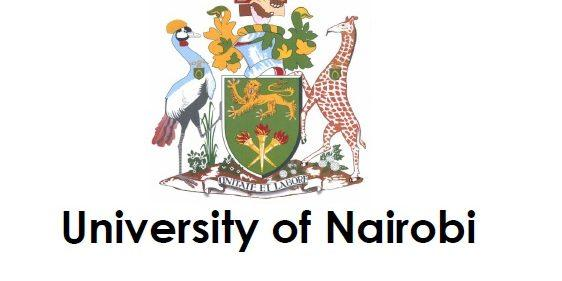 UNITATE ET LABORE
University of Nairobi